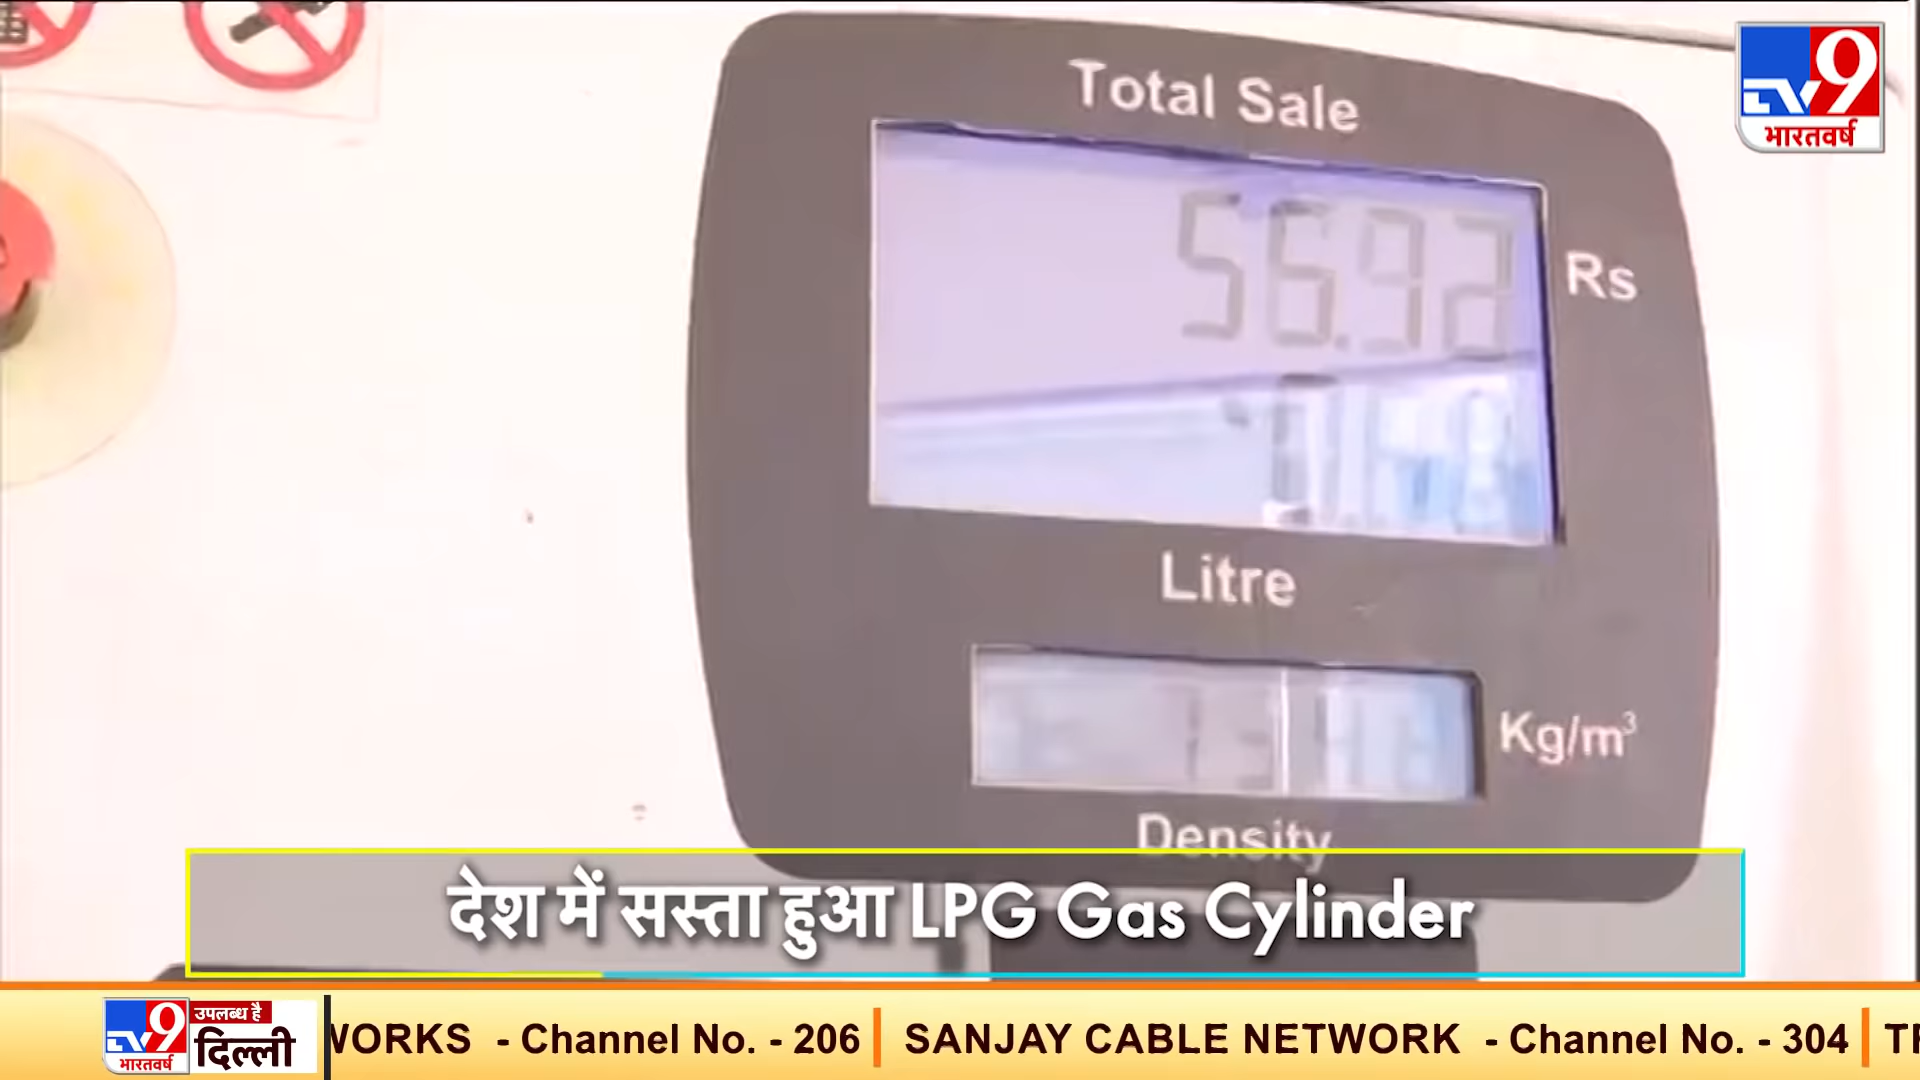 Total Sale
TV9
भारतवर्ष
56.92
Rs
Litre
Kg/m³
Density
देश में सस्ता हुआ LPG Gas Cylinder
TV9
भारतवर्ष
उपलब्ध है
दिल्ली
WORKS - Channel No. - 206 | SANJAY CABLE NETWORK - Channel No. - 304 |